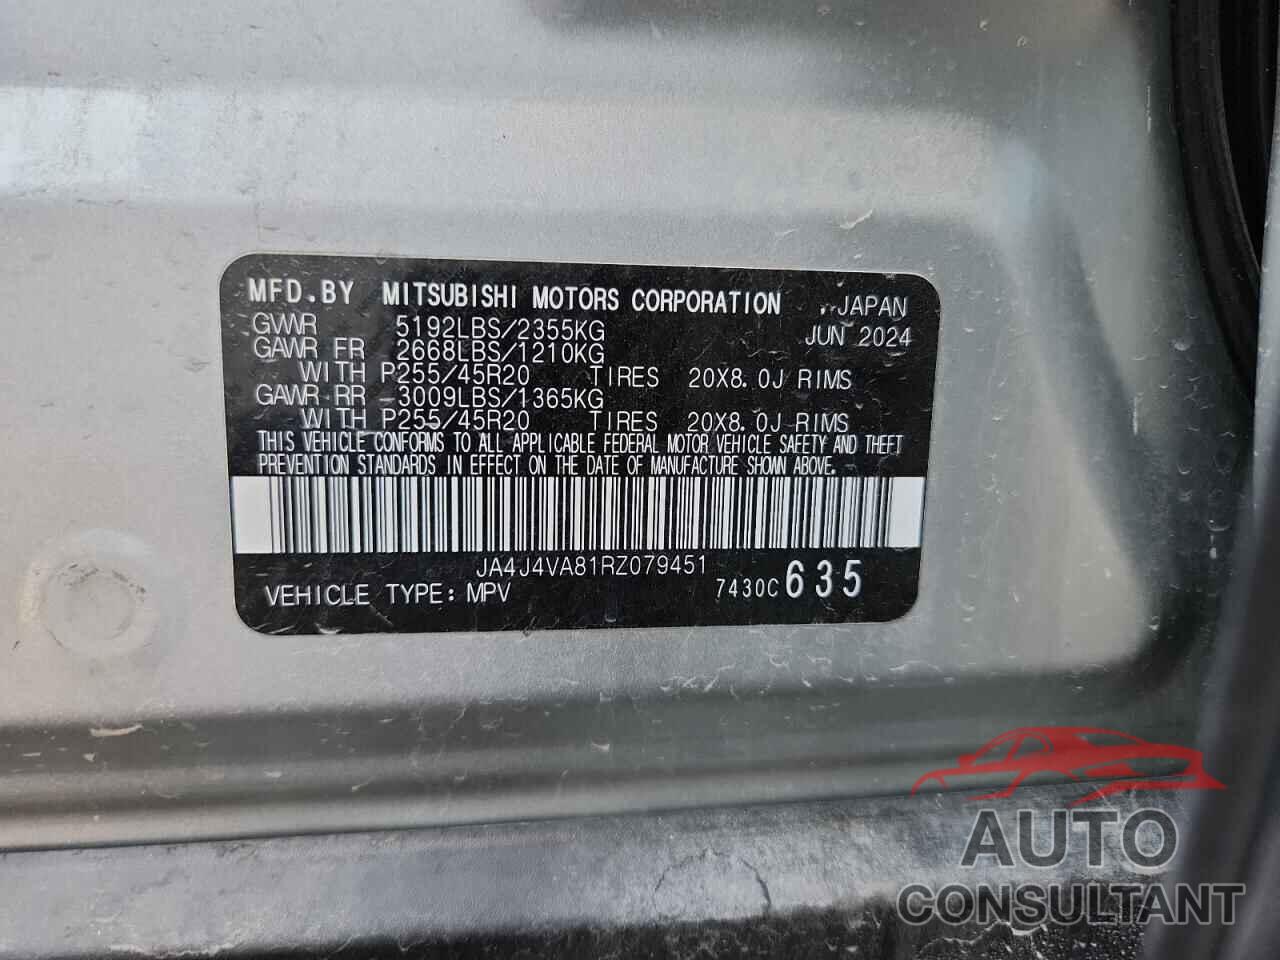 MFD.BY MITSUBISHI MOTORS CORPORATION JAPAN
GVWR 5192LBS/2355KG JUN 2024
GAWR FR 2668LBS/1210KG
WITH P255/45R20 TIRES 20X8.0J RIMS
GAWR RR 3009LBS/1365KG
WITH P255/45R20 TIRES 20X8.0J RIMS
THIS VEHICLE CONFORMS TO ALL APPLICABLE FEDERAL MOTOR VEHICLE SAFETY AND THEFT
PREVENTION STANDARDS IN EFFECT ON THE DATE OF MANUFACTURE SHOWN ABOVE.
JA4J4VA81RZ079451
VEHICLE TYPE: MPV 7430C 635
AUTO
CONSULTANT